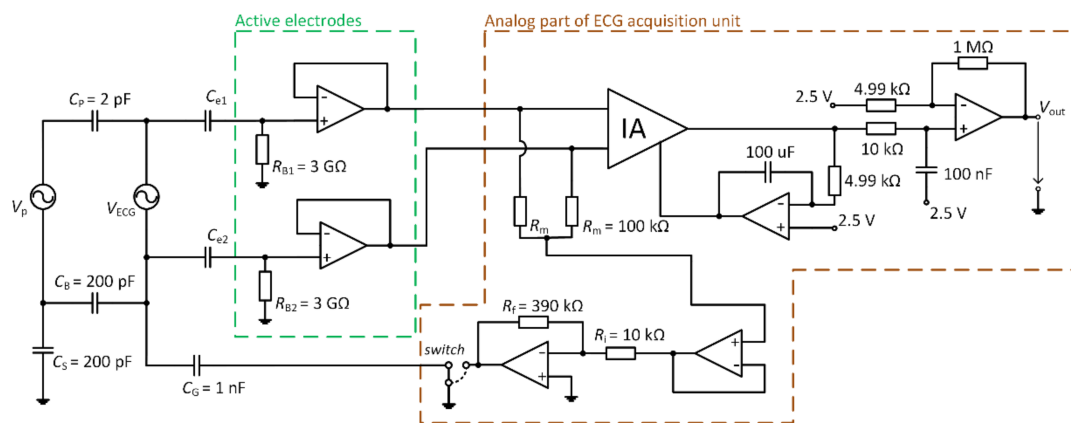 Active electrodes
Analog part of ECG acquisition unit
1 MΩ
C_P = 2 pF
C_e1
4.99 kΩ
2.5 V
V_out
IA
R_B1 = 3 GΩ
100 uF
10 kΩ
100 nF
4.99 kΩ
V_p
V_ECG
R_m
R_m = 100 kΩ
2.5 V
2.5 V
C_e2
C_B = 200 pF
R_B2 = 3 GΩ
R_f = 390 kΩ
R_i = 10 kΩ
switch
C_S = 200 pF
C_G = 1 nF